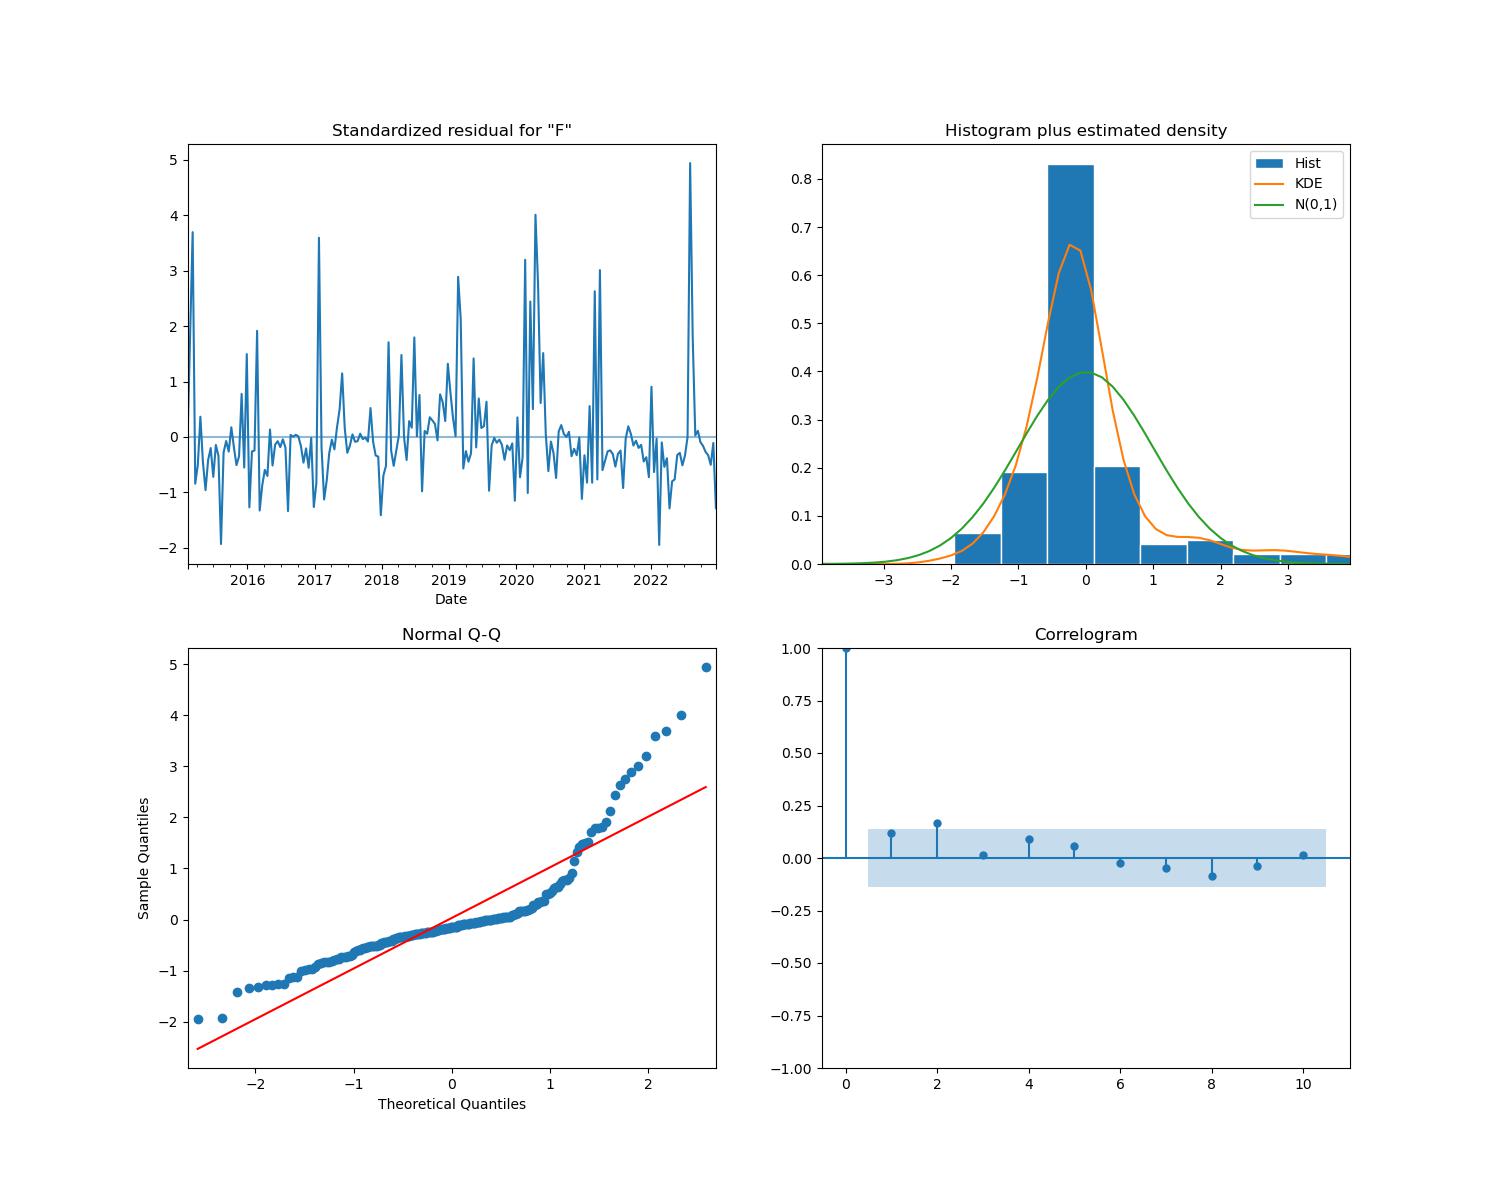 Standardized residual for "F"
5
4
3
2
1
0
−1
−2
2016 2017 2018 2019 2020 2021 2022
Date
Histogram plus estimated density
Hist
KDE
N(0,1)
0.8
0.7
0.6
0.5
0.4
0.3
0.2
0.1
0.0
−3 −2 −1 0 1 2 3
Normal Q-Q
Sample Quantiles
5
4
3
2
1
0
−1
−2
−2 −1 0 1 2
Theoretical Quantiles
Correlogram
1.00
0.75
0.50
0.25
0.00
−0.25
−0.50
−0.75
−1.00
0 2 4 6 8 10